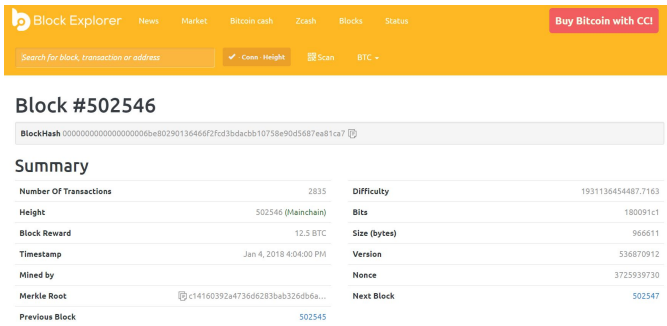 Block Explorer News Market Bitcoin cash Zcash Blocks Status Buy Bitcoin with CC!
Search for block, transaction or address ✓ · Conn · Height Scan BTC
Block #502546
BlockHash 0000000000000000006be80290136466f2fcd3bdacbb10758e90d5687ea81ca7
Summary
Number Of Transactions 2835
Height 502546 (Mainchain)
Block Reward 12.5 BTC
Timestamp Jan 4, 2018 4:04:00 PM
Mined by
Merkle Root c14160392a4736d6283bab326db6a...
Previous Block 502545
Difficulty 1931136454487.7163
Bits 180091c1
Size (bytes) 966611
Version 536870912
Nonce 3725939730
Next Block 502547